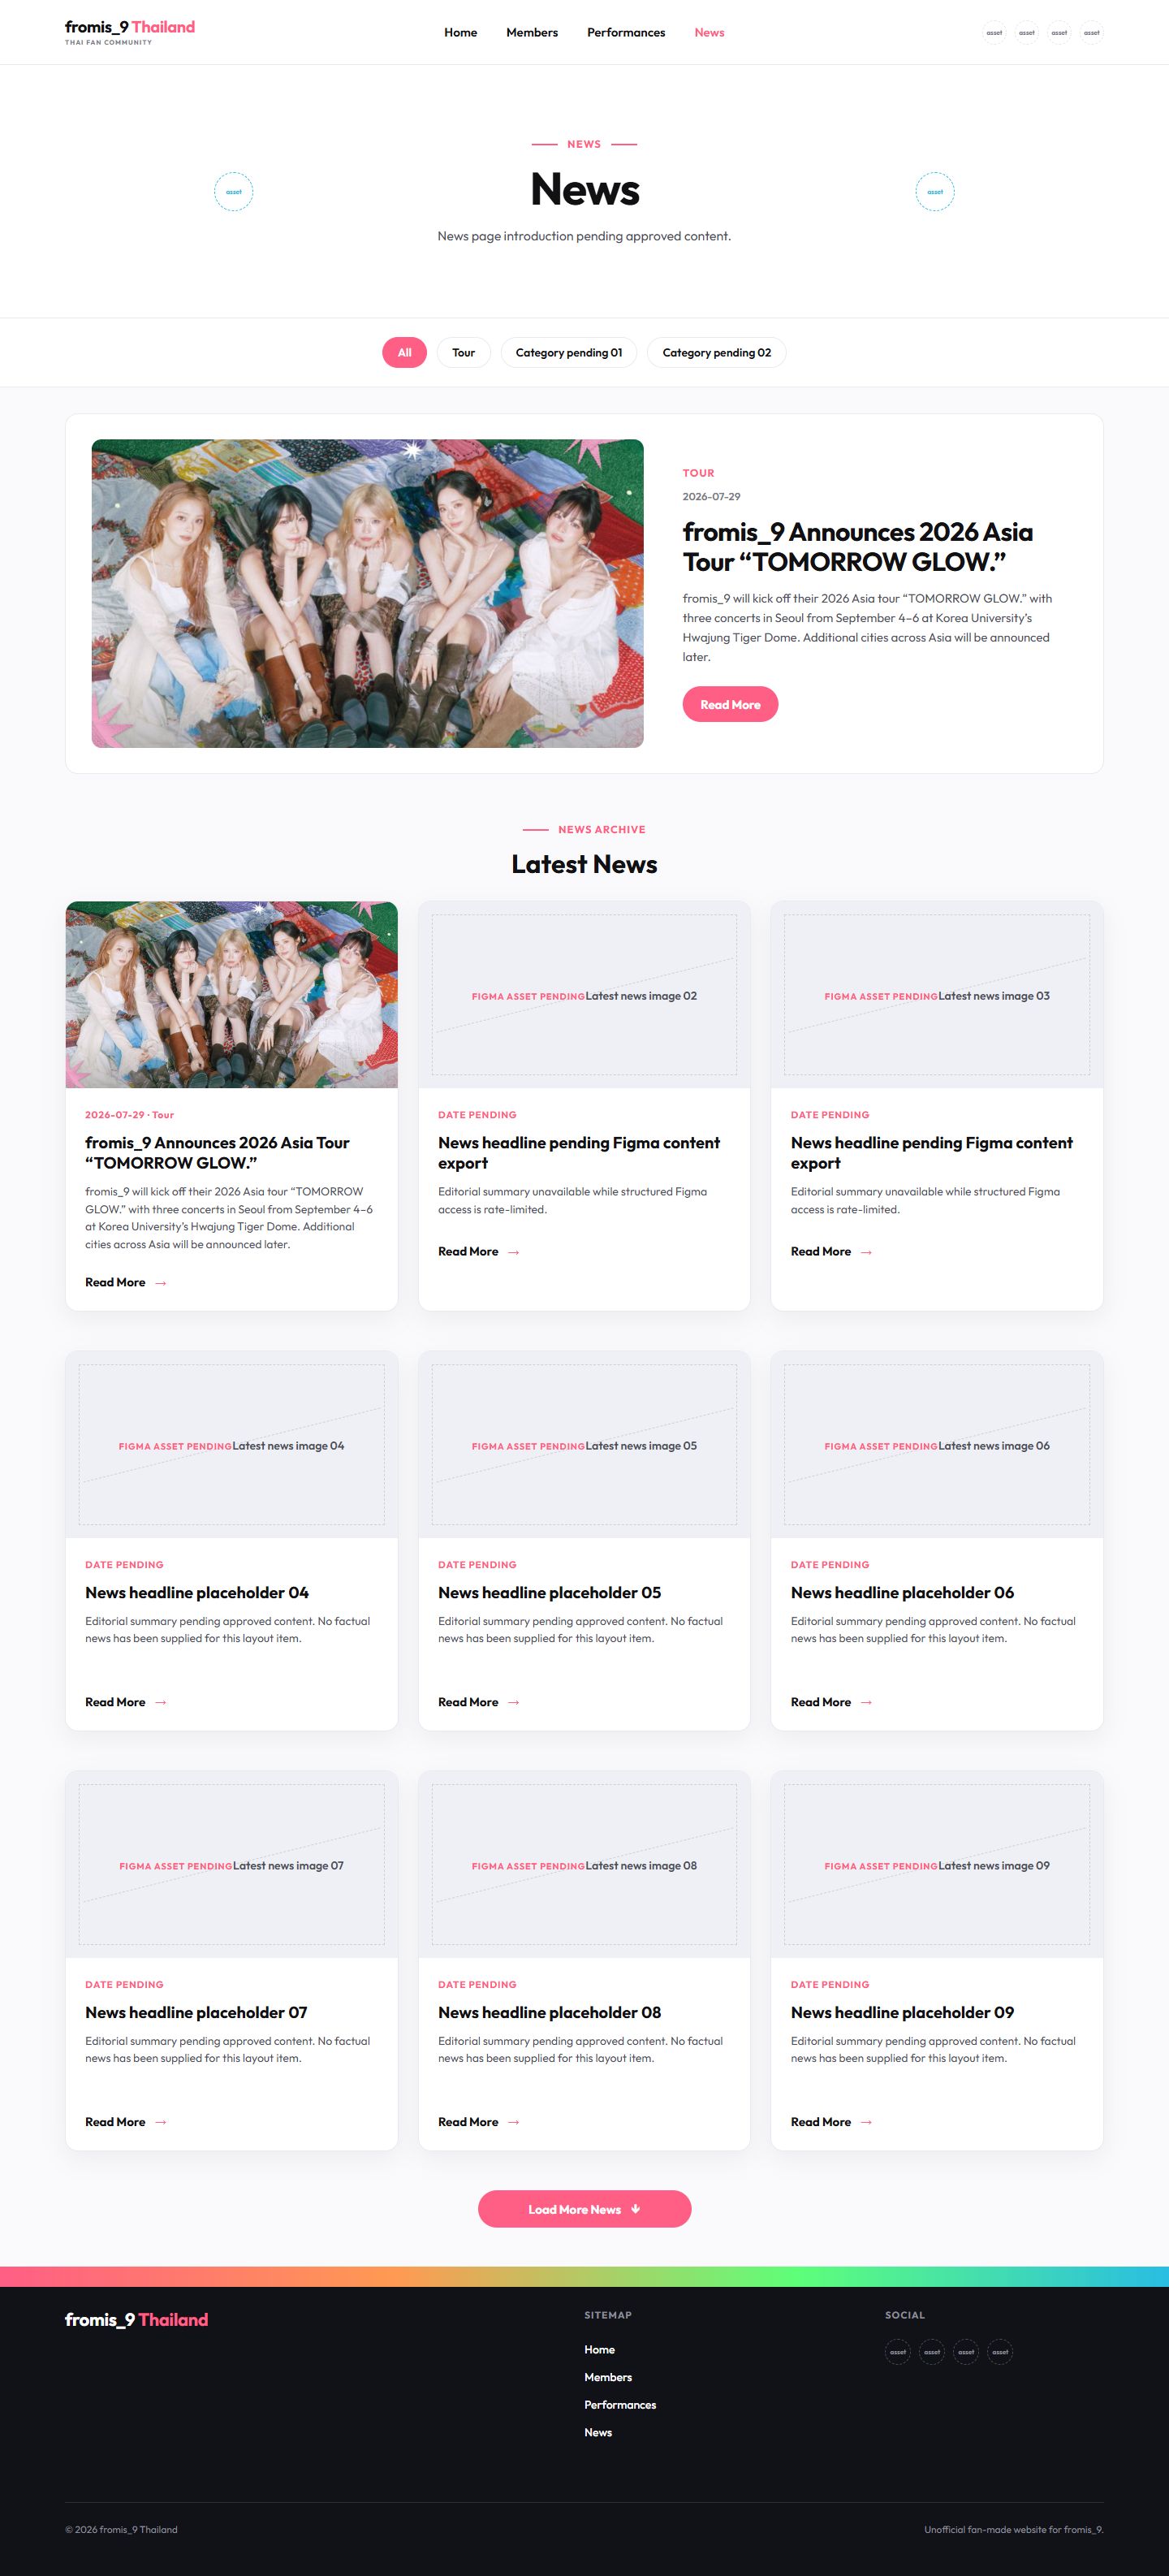 fromis_9 Thailand
THAI FAN COMMUNITY
Home
Members
Performances
News
asset
asset
asset
asset
NEWS
News
asset
asset
News page introduction pending approved content.
All
Tour
Category pending 01
Category pending 02
TOUR
2026-07-29
fromis_9 Announces 2026 Asia
Tour “TOMORROW GLOW.”
fromis_9 will kick off their 2026 Asia tour “TOMORROW GLOW.” with
three concerts in Seoul from September 4–6 at Korea University’s
Hwajung Tiger Dome. Additional cities across Asia will be announced
later.
Read More
NEWS ARCHIVE
Latest News
2026-07-29 · Tour
fromis_9 Announces 2026 Asia Tour
“TOMORROW GLOW.”
fromis_9 will kick off their 2026 Asia tour “TOMORROW
GLOW.” with three concerts in Seoul from September 4–6
at Korea University’s Hwajung Tiger Dome. Additional
cities across Asia will be announced later.
Read More →
FIGMA ASSET PENDINGLatest news image 02
DATE PENDING
News headline pending Figma content
export
Editorial summary unavailable while structured Figma
access is rate-limited.
Read More →
FIGMA ASSET PENDINGLatest news image 03
DATE PENDING
News headline pending Figma content
export
Editorial summary unavailable while structured Figma
access is rate-limited.
Read More →
FIGMA ASSET PENDINGLatest news image 04
DATE PENDING
News headline placeholder 04
Editorial summary pending approved content. No factual
news has been supplied for this layout item.
Read More →
FIGMA ASSET PENDINGLatest news image 05
DATE PENDING
News headline placeholder 05
Editorial summary pending approved content. No factual
news has been supplied for this layout item.
Read More →
FIGMA ASSET PENDINGLatest news image 06
DATE PENDING
News headline placeholder 06
Editorial summary pending approved content. No factual
news has been supplied for this layout item.
Read More →
FIGMA ASSET PENDINGLatest news image 07
DATE PENDING
News headline placeholder 07
Editorial summary pending approved content. No factual
news has been supplied for this layout item.
Read More →
FIGMA ASSET PENDINGLatest news image 08
DATE PENDING
News headline placeholder 08
Editorial summary pending approved content. No factual
news has been supplied for this layout item.
Read More →
FIGMA ASSET PENDINGLatest news image 09
DATE PENDING
News headline placeholder 09
Editorial summary pending approved content. No factual
news has been supplied for this layout item.
Read More →
Load More News ↓
fromis_9 Thailand
SITEMAP
Home
Members
Performances
News
SOCIAL
asset
asset
asset
asset
© 2026 fromis_9 Thailand
Unofficial fan-made website for fromis_9.